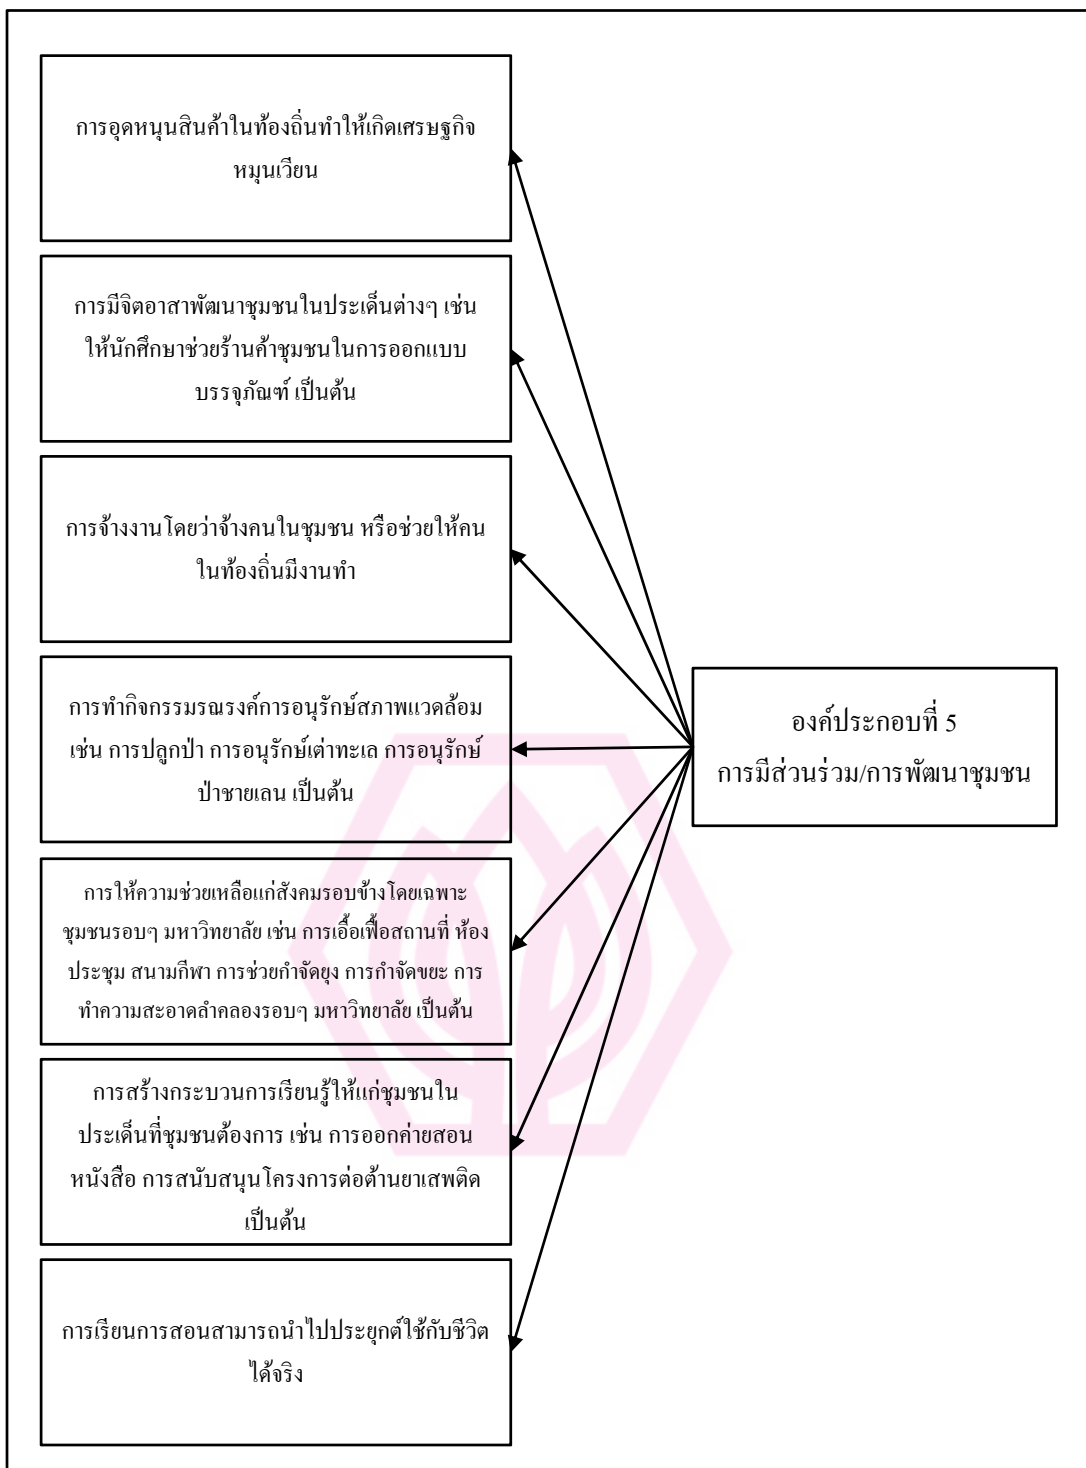 การอุดหนุนสินค้าในท้องถิ่นทำให้เกิดเศรษฐกิจ
หมุนเวียน
การมีจิตอาสาพัฒนาชุมชนในประเด็นต่างๆ เช่น
ให้นักศึกษาช่วยร้านค้าชุมชนในการออกแบบ
บรรจุภัณฑ์ เป็นต้น
การจ้างงานโดยว่าจ้างคนในชุมชน หรือช่วยให้คน
ในท้องถิ่นมีงานทำ
การทำกิจกรรมรณรงค์การอนุรักษ์สภาพแวดล้อม
เช่น การปลูกป่า การอนุรักษ์เต่าทะเล การอนุรักษ์
ป่าชายเลน เป็นต้น
การให้ความช่วยเหลือแก่สังคมรอบข้างโดยเฉพาะ
ชุมชนรอบๆ มหาวิทยาลัย เช่น การเอื้อเฟื้อสถานที่ ห้อง
ประชุม สนามกีฬา การช่วยกำจัดยุง การกำจัดขยะ การ
ทำความสะอาดลำคลองรอบๆ มหาวิทยาลัย เป็นต้น
การสร้างกระบวนการเรียนรู้ให้แก่ชุมชนใน
ประเด็นที่ชุมชนต้องการ เช่น การออกค่ายสอน
หนังสือ การสนับสนุนโครงการต่อต้านยาเสพติด
เป็นต้น
การเรียนการสอนสามารถนำไปประยุกต์ใช้กับชีวิต
ได้จริง
องค์ประกอบที่ 5
การมีส่วนร่วม/การพัฒนาชุมชน